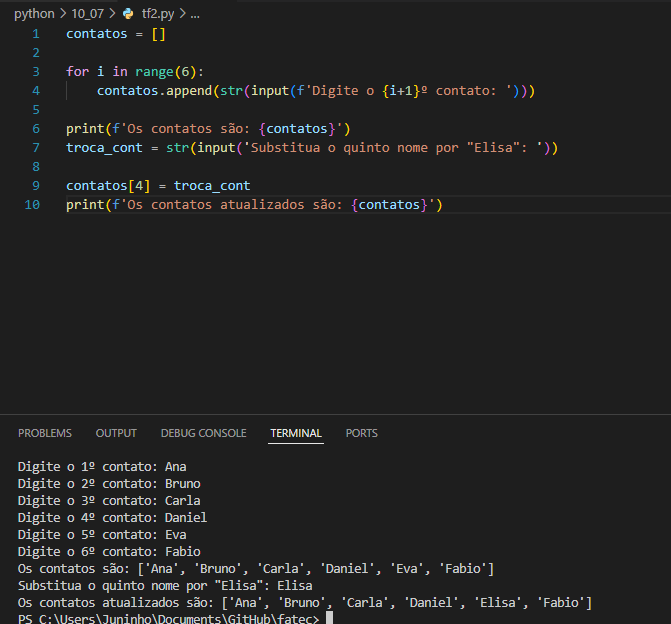 python > 10_07 > tf2.py > ...
1 contatos = []
2
3 for i in range(6):
4     contatos.append(str(input(f'Digite o {i+1}º contato: ')))
5
6 print(f'Os contatos são: {contatos}')
7 troca_cont = str(input('Substitua o quinto nome por "Elisa": '))
8
9 contatos[4] = troca_cont
10 print(f'Os contatos atualizados são: {contatos}')
PROBLEMS OUTPUT DEBUG CONSOLE TERMINAL PORTS
Digite o 1º contato: Ana
Digite o 2º contato: Bruno
Digite o 3º contato: Carla
Digite o 4º contato: Daniel
Digite o 5º contato: Eva
Digite o 6º contato: Fabio
Os contatos são: ['Ana', 'Bruno', 'Carla', 'Daniel', 'Eva', 'Fabio']
Substitua o quinto nome por "Elisa": Elisa
Os contatos atualizados são: ['Ana', 'Bruno', 'Carla', 'Daniel', 'Elisa', 'Fabio']
PS C:\Users\Juninho\Documents\GitHub\fatec>